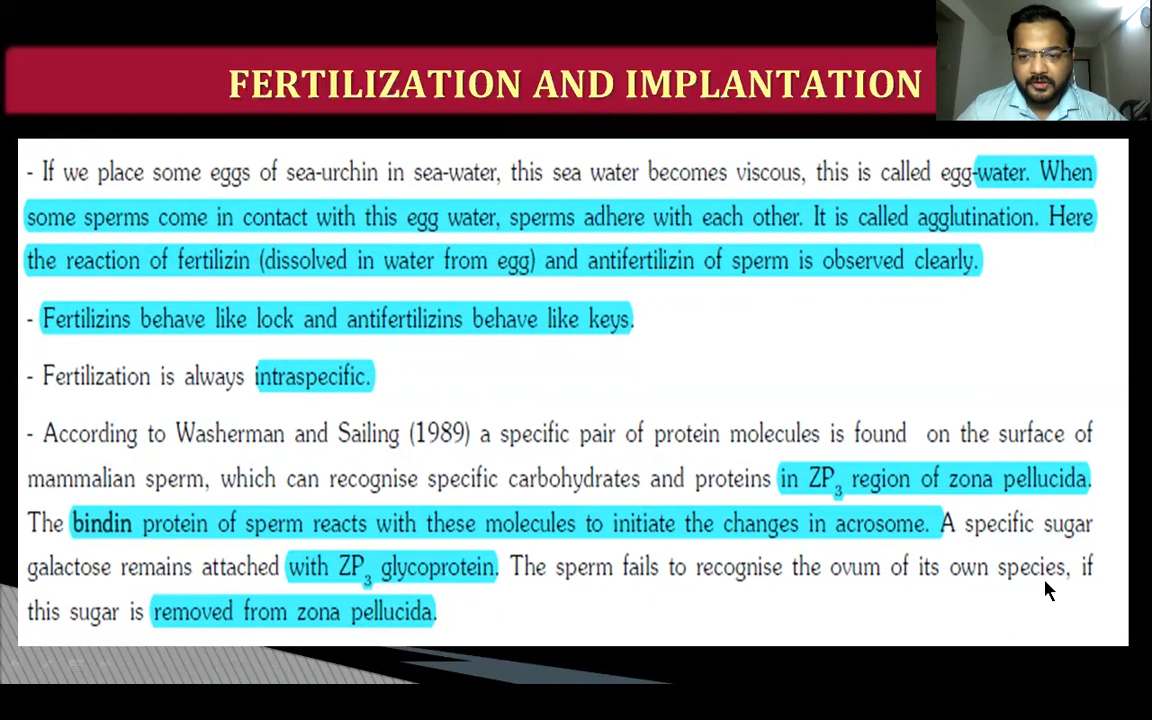 FERTILIZATION AND IMPLANTATION
- If we place some eggs of sea-urchin in sea-water, this sea water becomes viscous, this is called egg-water. When
some sperms come in contact with this egg water, sperms adhere with each other. It is called agglutination. Here
the reaction of fertilizin (dissolved in water from egg) and antifertilizin of sperm is observed clearly.
- Fertilizins behave like lock and antifertilizins behave like keys.
- Fertilization is always intraspecific.
- According to Washerman and Sailing (1989) a specific pair of protein molecules is found on the surface of
mammalian sperm, which can recognise specific carbohydrates and proteins in ZP₃ region of zona pellucida.
The bindin protein of sperm reacts with these molecules to initiate the changes in acrosome. A specific sugar
galactose remains attached with ZP₃ glycoprotein. The sperm fails to recognise the ovum of its own species, if
this sugar is removed from zona pellucida.